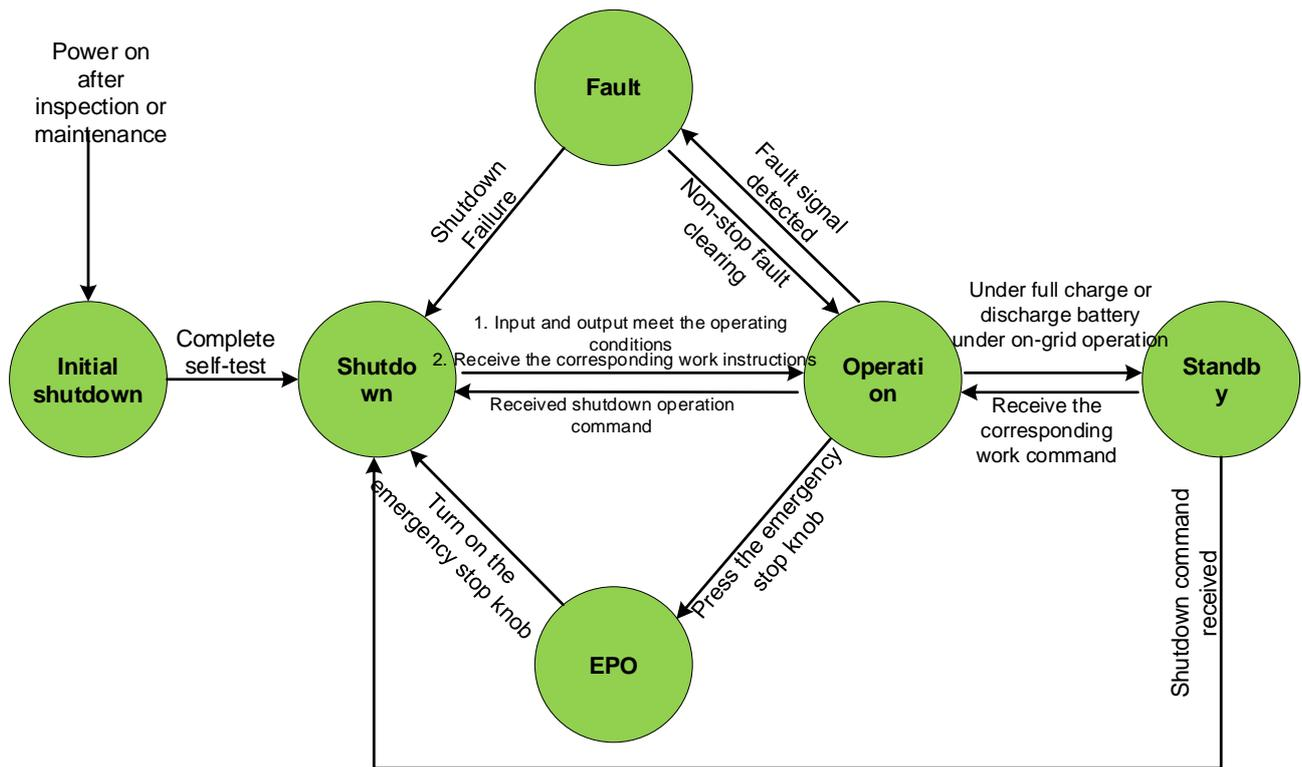 Power on
after
inspection or
maintenance
Fault
Shutdown
Failure
Fault signal
detected
Non-stop fault
clearing
Initial
shutdown
Complete
self-test
Shutdo
wn
1. Input and output meet the operating
conditions
2. Receive the corresponding work instructions
Received shutdown operation
command
Operati
on
Under full charge or
discharge battery
under on-grid operation
Receive the
corresponding
work command
Standb
y
Turn on the
emergency stop knob
Press the emergency
stop knob
EPO
Shutdown command
received